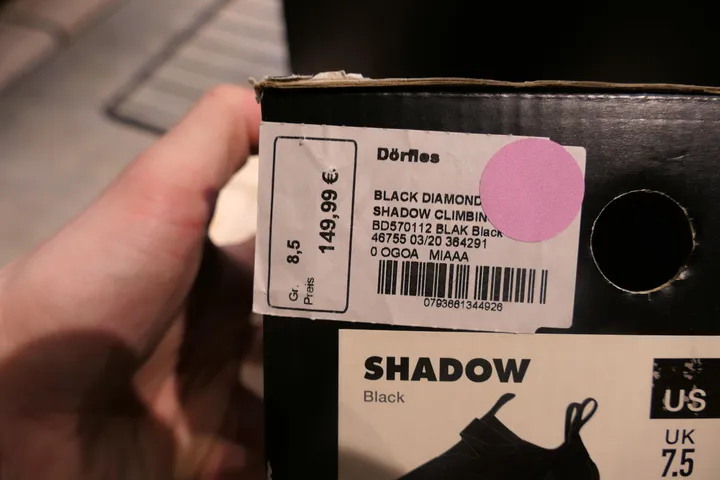 Dörfles
BLACK DIAMOND
SHADOW CLIMBIN
BD570112 BLAK Black
46755 03/20 364291
0 OGOA MIAAA
0793661344926
Gr. 8,5
Preis 149,99 €
SHADOW
Black
US
UK
7.5